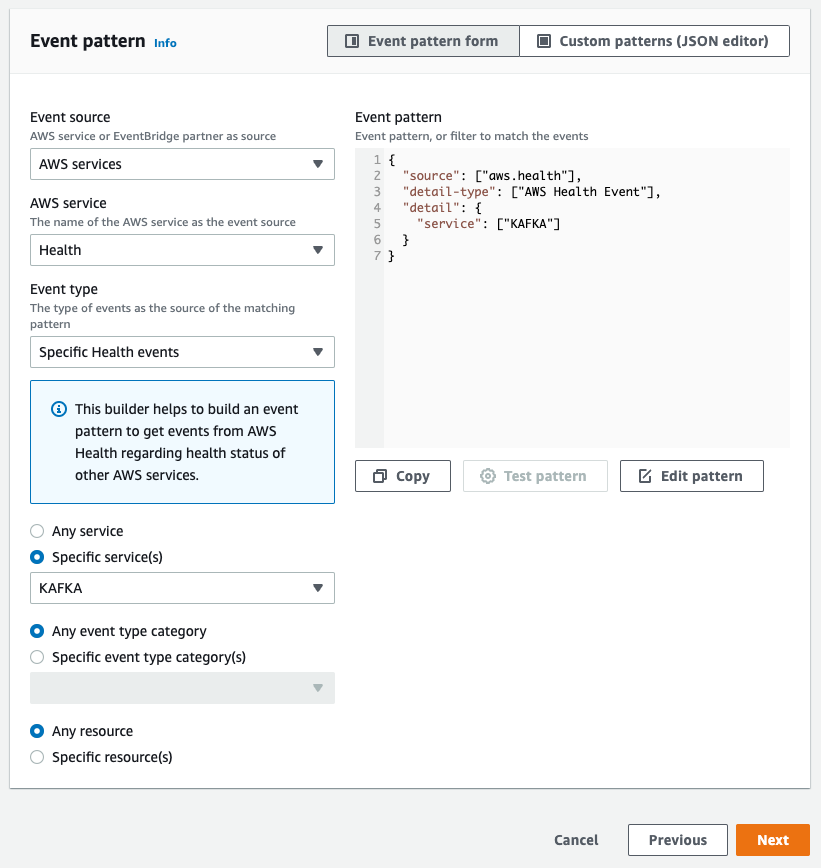 Event pattern Info
Event pattern form
Custom patterns (JSON editor)
Event source
AWS service or EventBridge partner as source
AWS services
AWS service
The name of the AWS service as the event source
Health
Event type
The type of events as the source of the matching
pattern
Specific Health events
This builder helps to build an event
pattern to get events from AWS
Health regarding health status of
other AWS services.
Any service
Specific service(s)
KAFKA
Any event type category
Specific event type category(s)
Any resource
Specific resource(s)
Event pattern
Event pattern, or filter to match the events
1 {
2   "source": ["aws.health"],
3   "detail-type": ["AWS Health Event"],
4   "detail": {
5     "service": ["KAFKA"]
6   }
7 }
Copy
Test pattern
Edit pattern
Cancel
Previous
Next